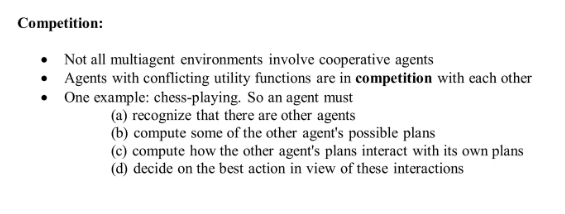 Competition:
• Not all multiagent environments involve cooperative agents
• Agents with conflicting utility functions are in competition with each other
• One example: chess-playing. So an agent must
(a) recognize that there are other agents
(b) compute some of the other agent's possible plans
(c) compute how the other agent's plans interact with its own plans
(d) decide on the best action in view of these interactions